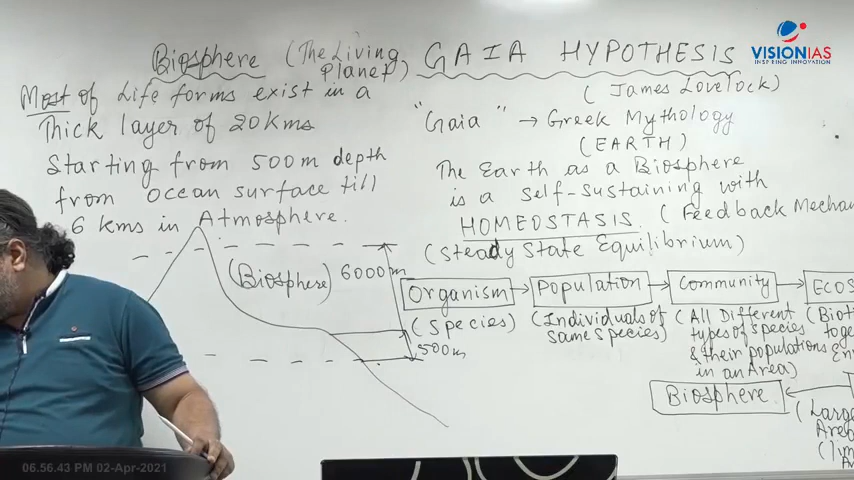 VISIONIAS
INSPIRING INNOVATION
Biosphere (The Living Planet)
Most of Life forms exist in a
Thick layer of 20Kms
Starting from 500m depth
from Ocean surface till
6 kms in Atmosphere.
(Biosphere) 6000m
500m
GAIA HYPOTHESIS
(James Lovelock)
"Gaia" → Greek Mythology
(EARTH)
The Earth as a Biosphere
is a Self-Sustaining with
HOMEOSTASIS (Feedback Mechan
(Steady State Equilibrium)
Organism → Population → Community → ECOS
(Species)
(Individuals of
same species)
(All Different
types of species
& their populations
in an Area)
(Bioti
toge
Biosphere
(Large
Area
06.56.43 PM 02-Apr-2021